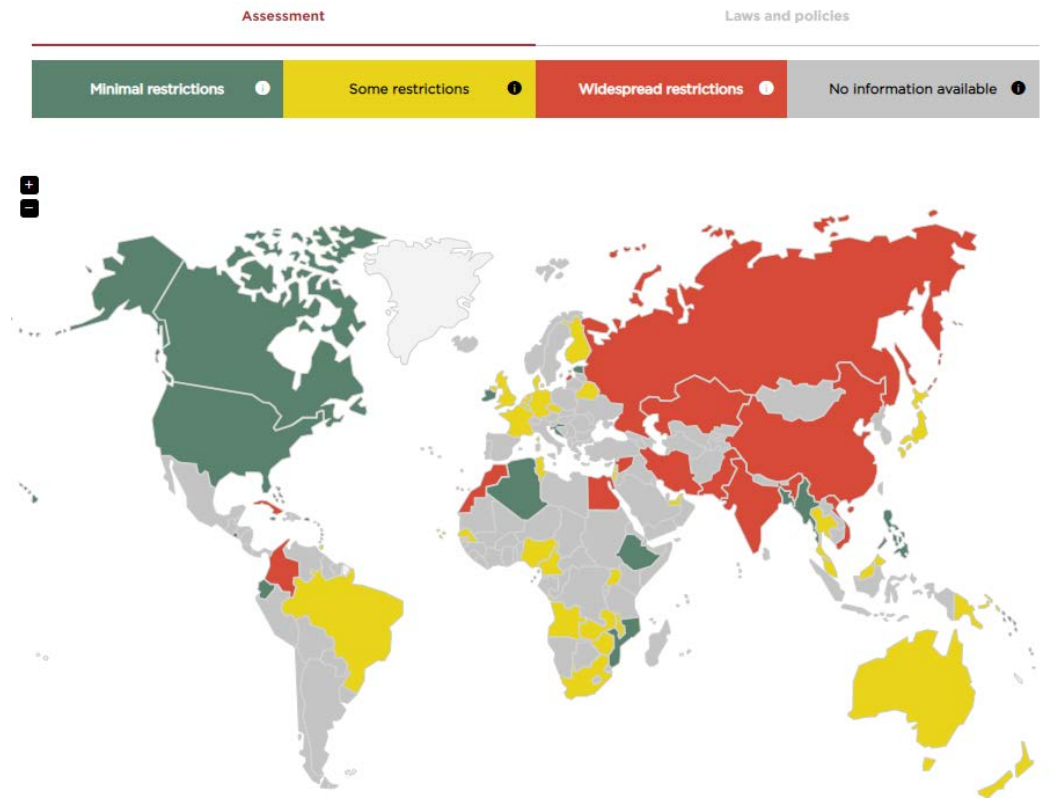 Assessment
Laws and policies
Minimal restrictions i
Some restrictions i
Widespread restrictions i
No information available i
+
−